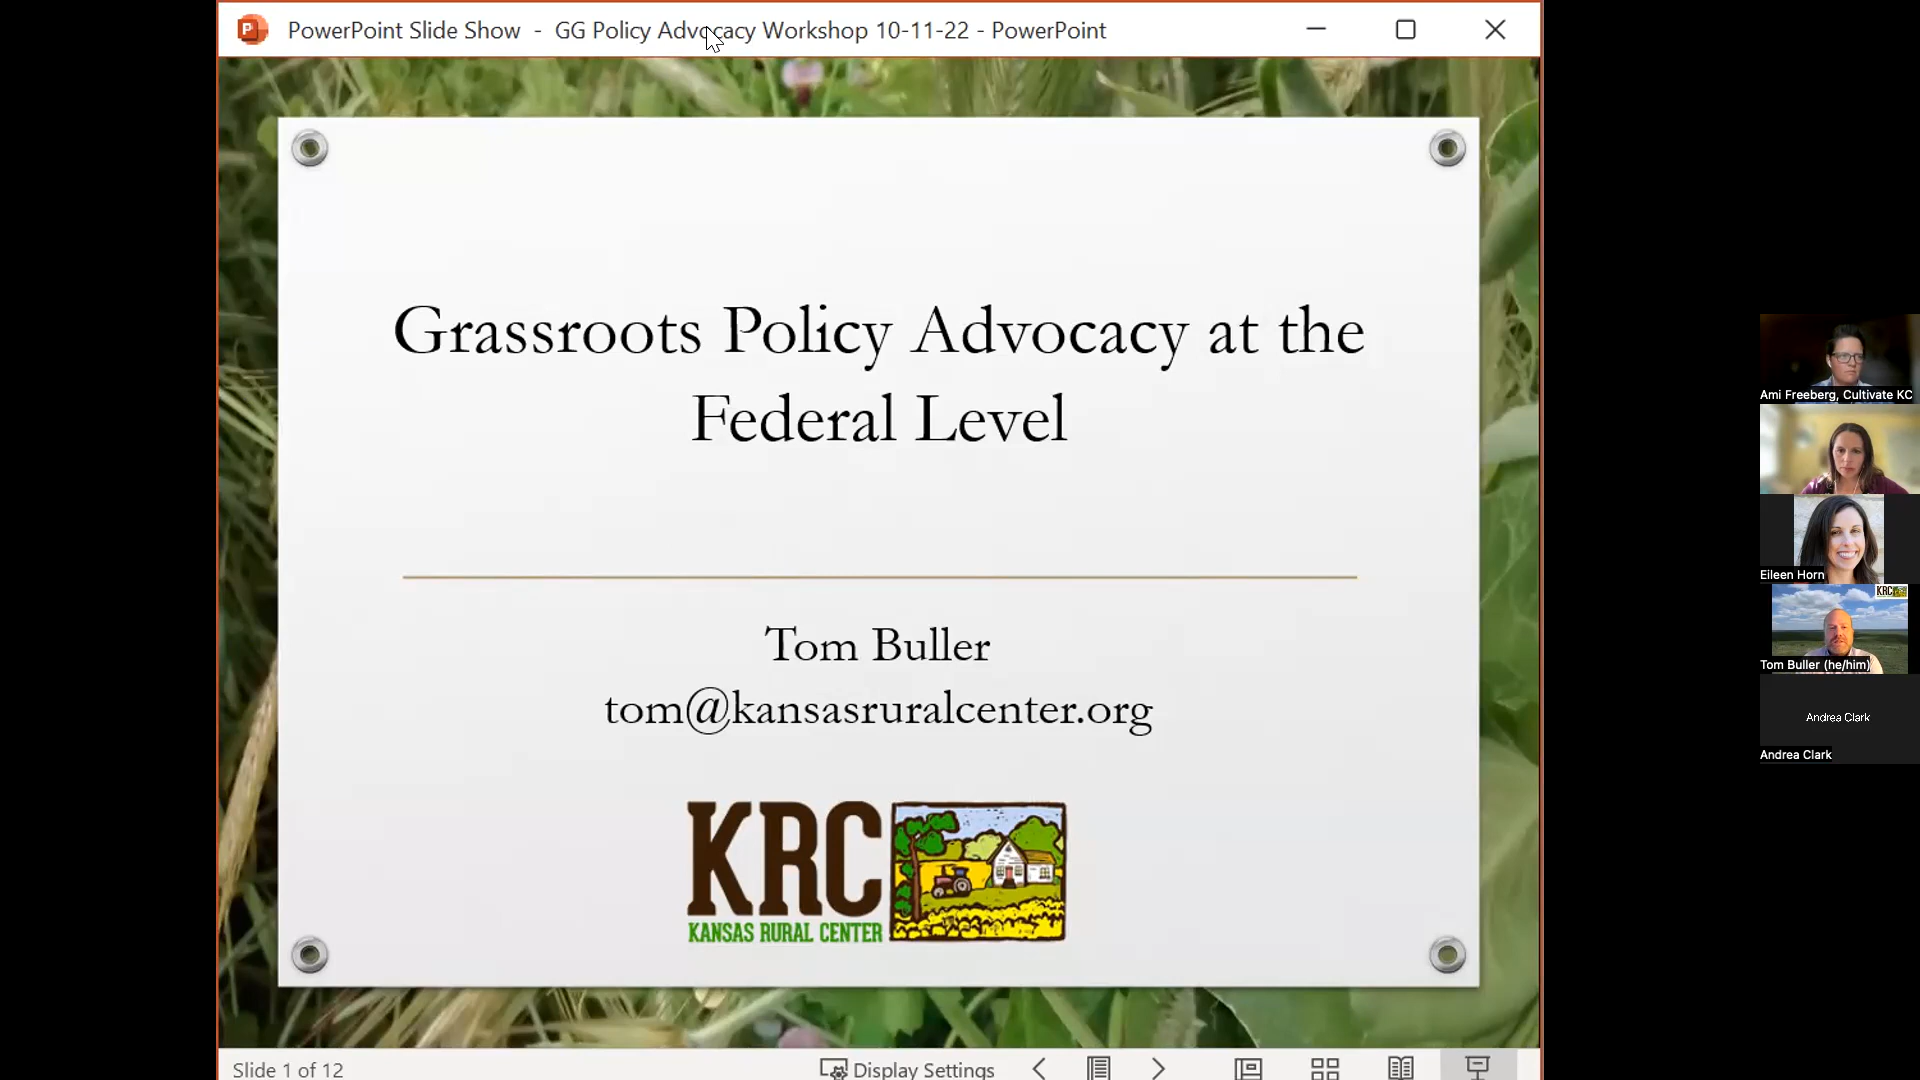 PowerPoint Slide Show - GG Policy Advocacy Workshop 10-11-22 - PowerPoint
Grassroots Policy Advocacy at the
Federal Level
Tom Buller
tom@kansasruralcenter.org
KRC
KANSAS RURAL CENTER
Slide 1 of 12
Display Settings
Ami Freeberg, Cultivate KC
Eileen Horn
KRC
Tom Buller (he/him)
Andrea Clark
Andrea Clark